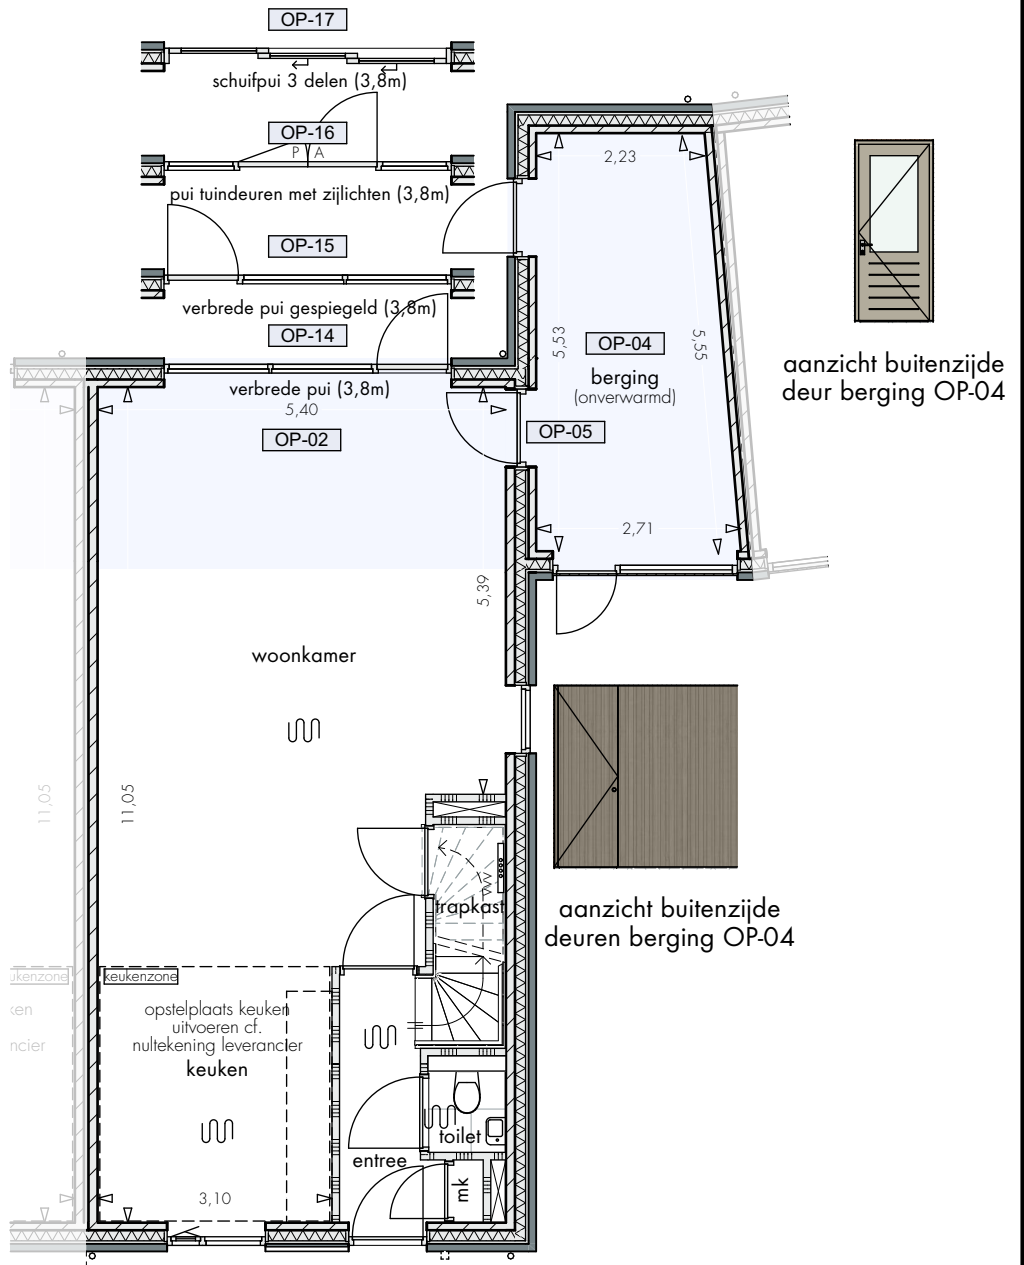 OP-17
schuifpui 3 delen (3,8m)
OP-16
P A
pui tuindeuren met zijlichten (3,8m)
OP-15
verbrede pui gespiegeld (3,8m)
OP-14
verbrede pui (3,8m)
5,40
OP-02
2,23
5,53
5,55
OP-04
berging
(onverwarmd)
OP-05
2,71
aanzicht buitenzijde
deur berging OP-04
5,39
woonkamer
11,05
11,05
trapkast
aanzicht buitenzijde
deuren berging OP-04
ukenzone
keukenzone
ken
ncier
opstelplaats keuken
uitvoeren cf.
nultekening leverancier
keuken
toilet
entree
mk
3,10